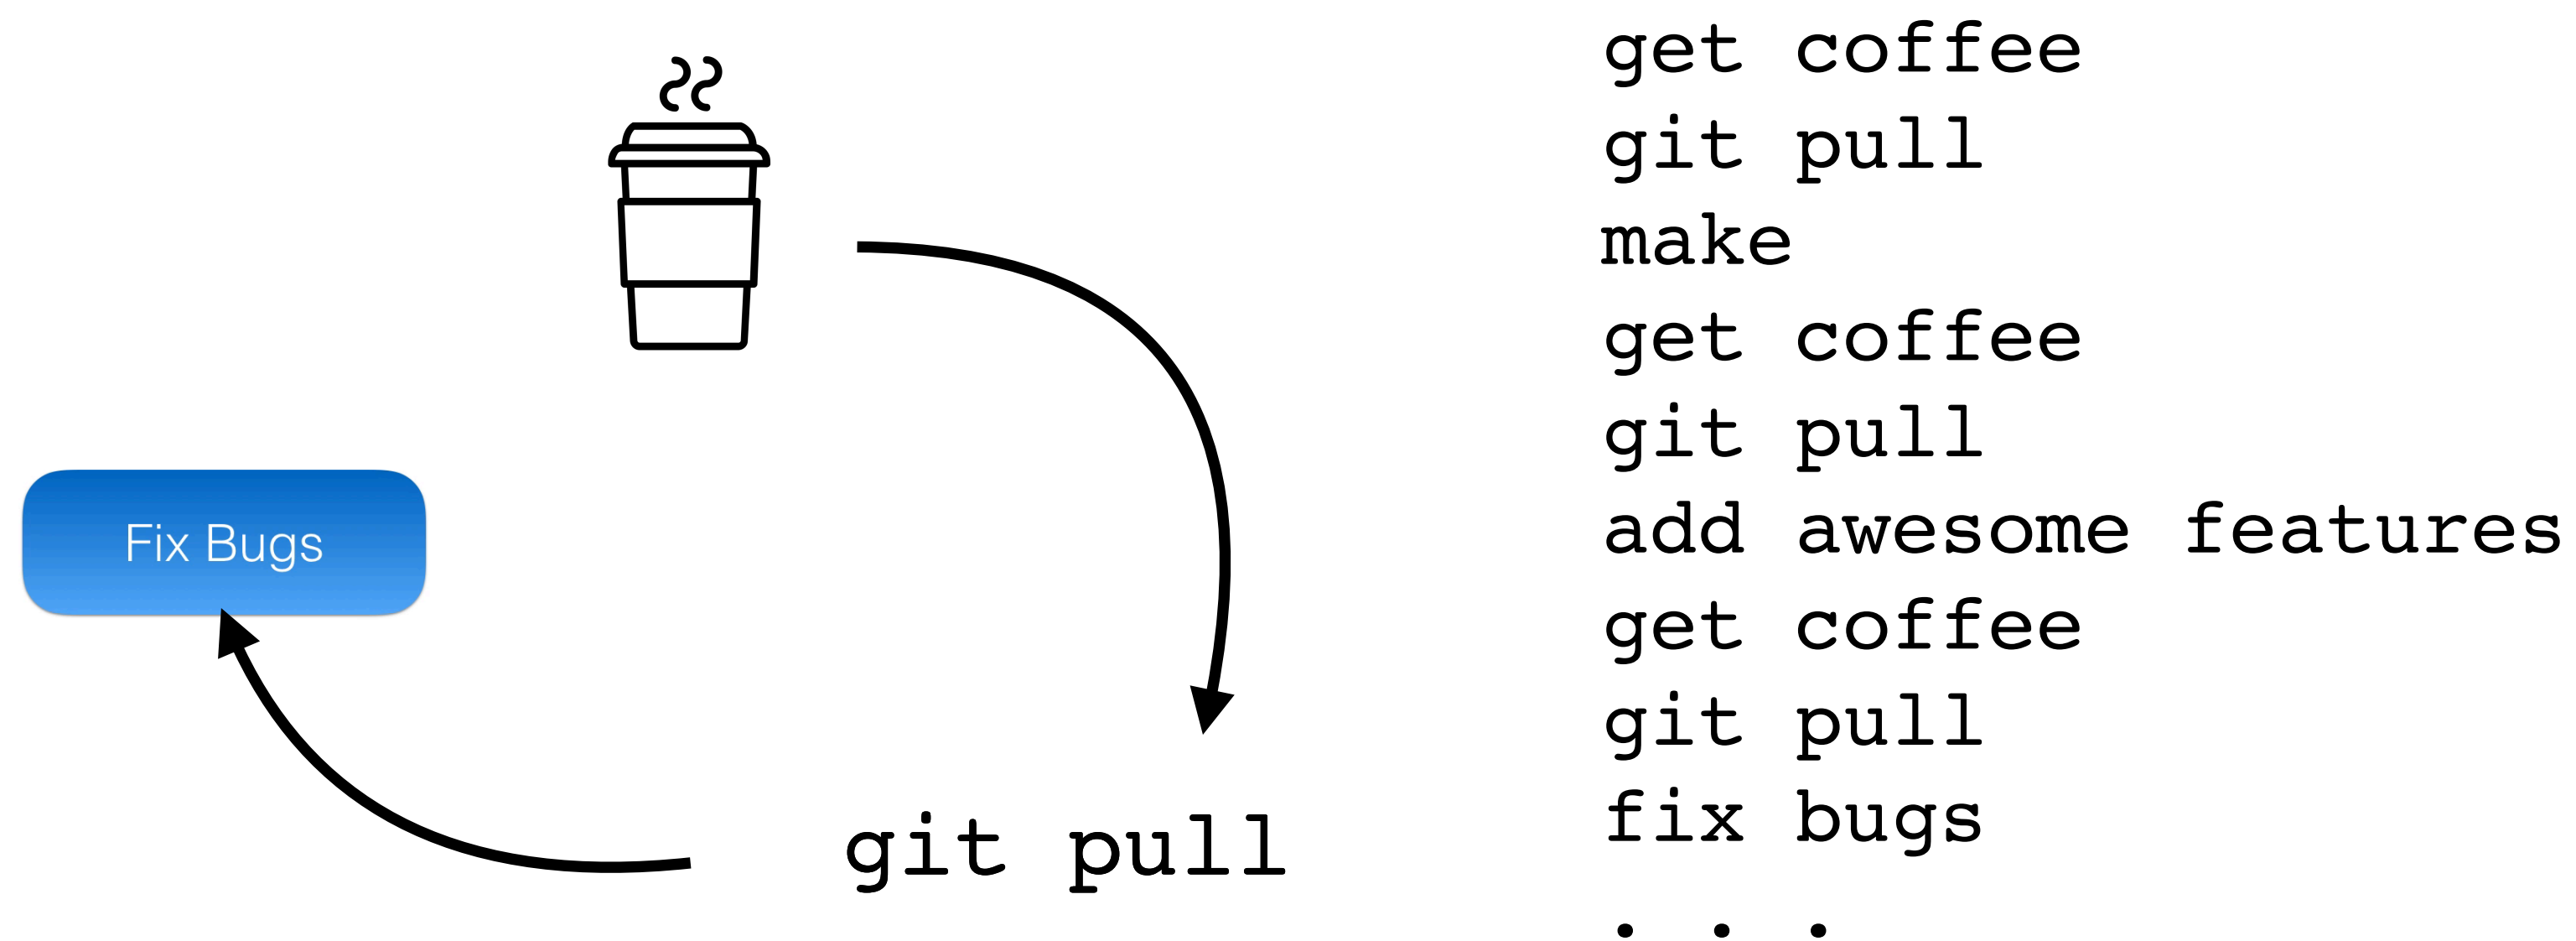 Fix Bugs
git pull
get coffee
git pull
make
get coffee
git pull
add awesome features
get coffee
git pull
fix bugs
. . .